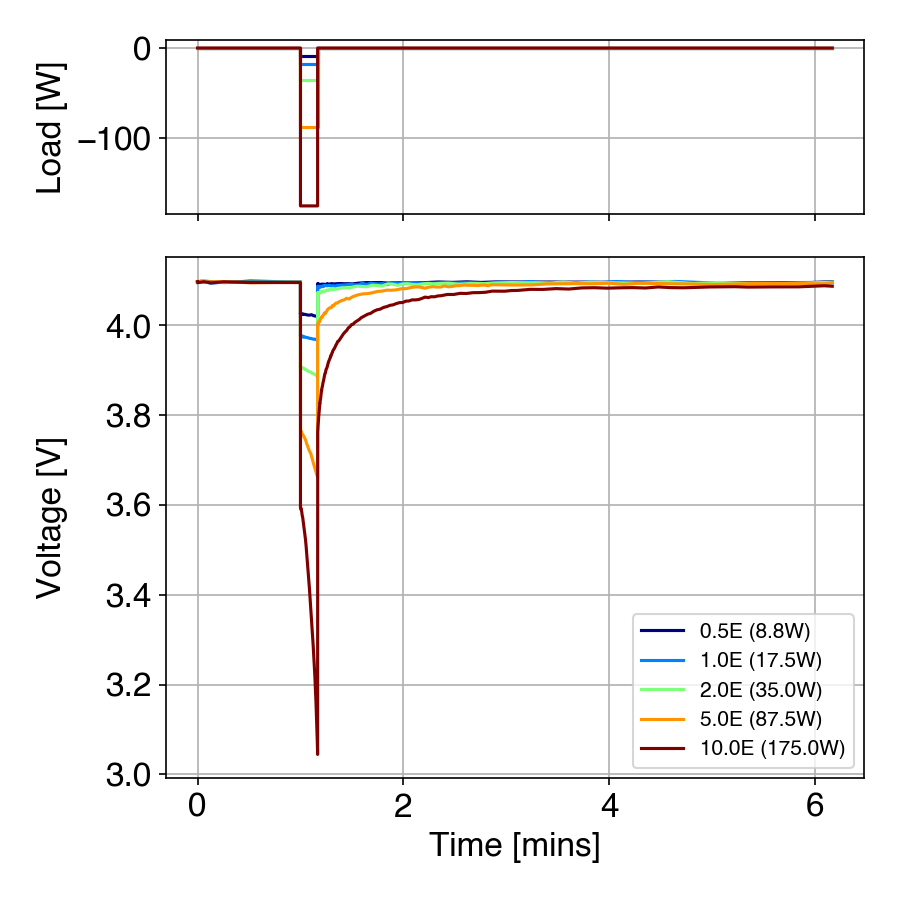 Load [W]
0
−100
Voltage [V]
4.0
3.8
3.6
3.4
3.2
3.0
0.5E (8.8W)
1.0E (17.5W)
2.0E (35.0W)
5.0E (87.5W)
10.0E (175.0W)
0 2 4 6
Time [mins]